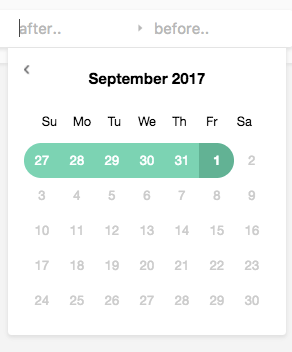 after.. before..
September 2017
Su Mo Tu We Th Fr Sa
27 28 29 30 31 1 2
3 4 5 6 7 8 9
10 11 12 13 14 15 16
17 18 19 20 21 22 23
24 25 26 27 28 29 30